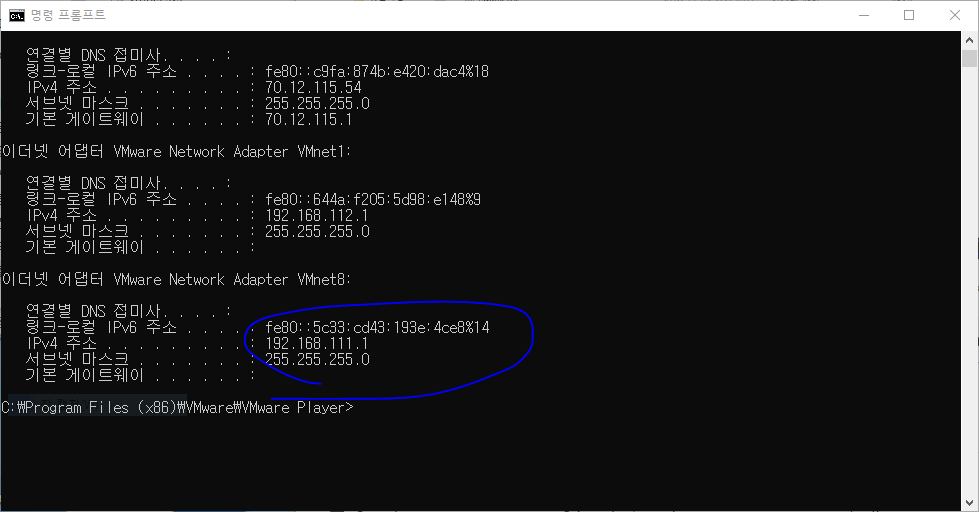 명령 프롬프트
연결별 DNS 접미사. . . . :
링크-로컬 IPv6 주소 . . . . : fe80::c9fa:874b:e420:dac4%18
IPv4 주소 . . . . . . . . . : 70.12.115.54
서브넷 마스크 . . . . . . . : 255.255.255.0
기본 게이트웨이 . . . . . . : 70.12.115.1
이더넷 어댑터 VMware Network Adapter VMnet1:
연결별 DNS 접미사. . . . :
링크-로컬 IPv6 주소 . . . . : fe80::644a:f205:5d98:e148%9
IPv4 주소 . . . . . . . . . : 192.168.112.1
서브넷 마스크 . . . . . . . : 255.255.255.0
기본 게이트웨이 . . . . . . :
이더넷 어댑터 VMware Network Adapter VMnet8:
연결별 DNS 접미사. . . . :
링크-로컬 IPv6 주소 . . . . : fe80::5c33:cd43:193e:4ce8%14
IPv4 주소 . . . . . . . . . : 192.168.111.1
서브넷 마스크 . . . . . . . : 255.255.255.0
기본 게이트웨이 . . . . . . :
C:₩Program Files (x86)₩VMware₩VMware Player>